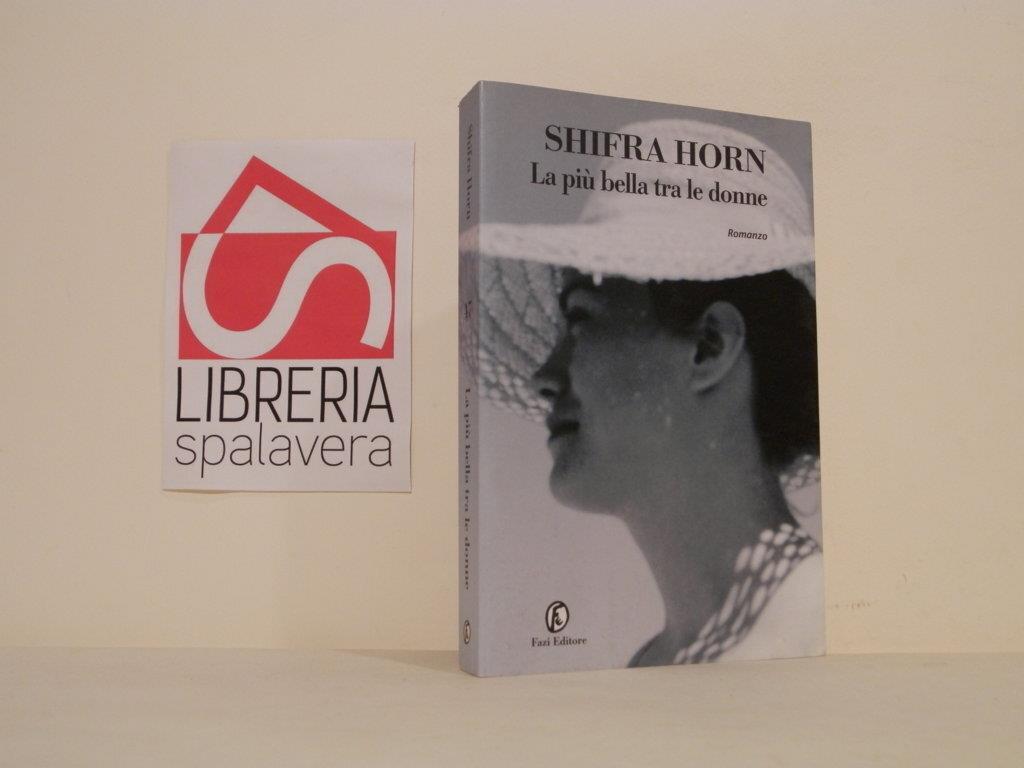 LIBRERIA
spalavera
SHIFRA HORN
La più bella tra le donne
Romanzo
Fazi Editore
Shifra Horn
La più bella tra le donne